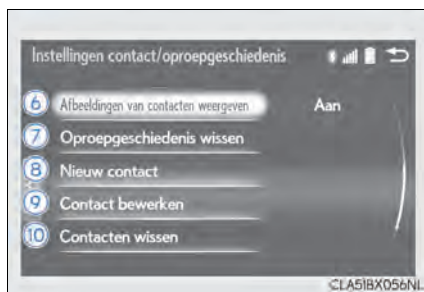 Instellingen contact/oproepgeschiedenis
6 Afbeeldingen van contacten weergeven Aan
7 Oproepgeschiedenis wissen
8 Nieuw contact
9 Contact bewerken
10 Contacten wissen
CLA51BX056NL